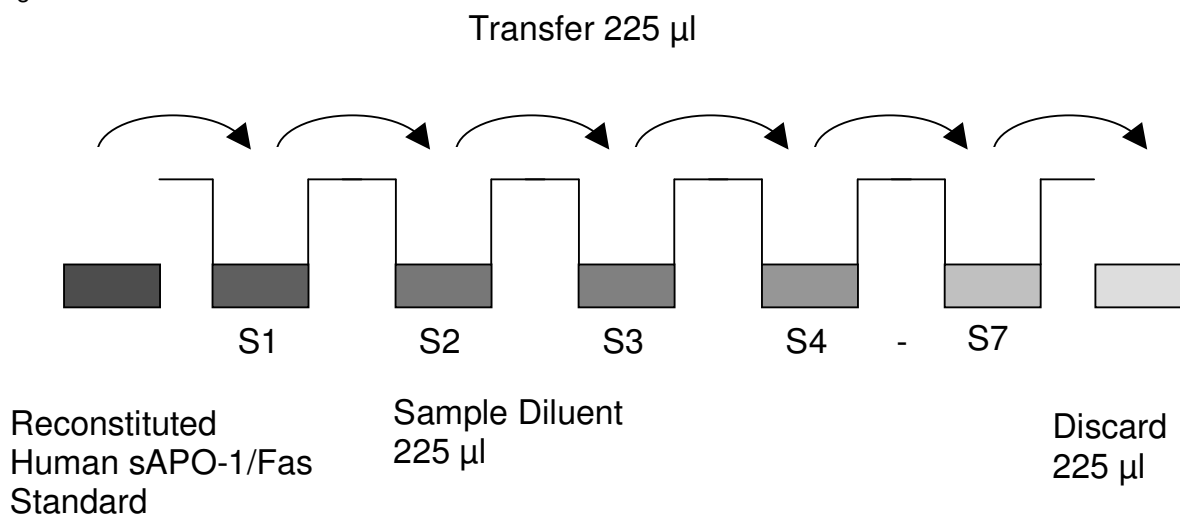 Transfer 225 µl
S1 S2 S3 S4 - S7
Reconstituted
Human sAPO-1/Fas
Standard
Sample Diluent
225 µl
Discard
225 µl